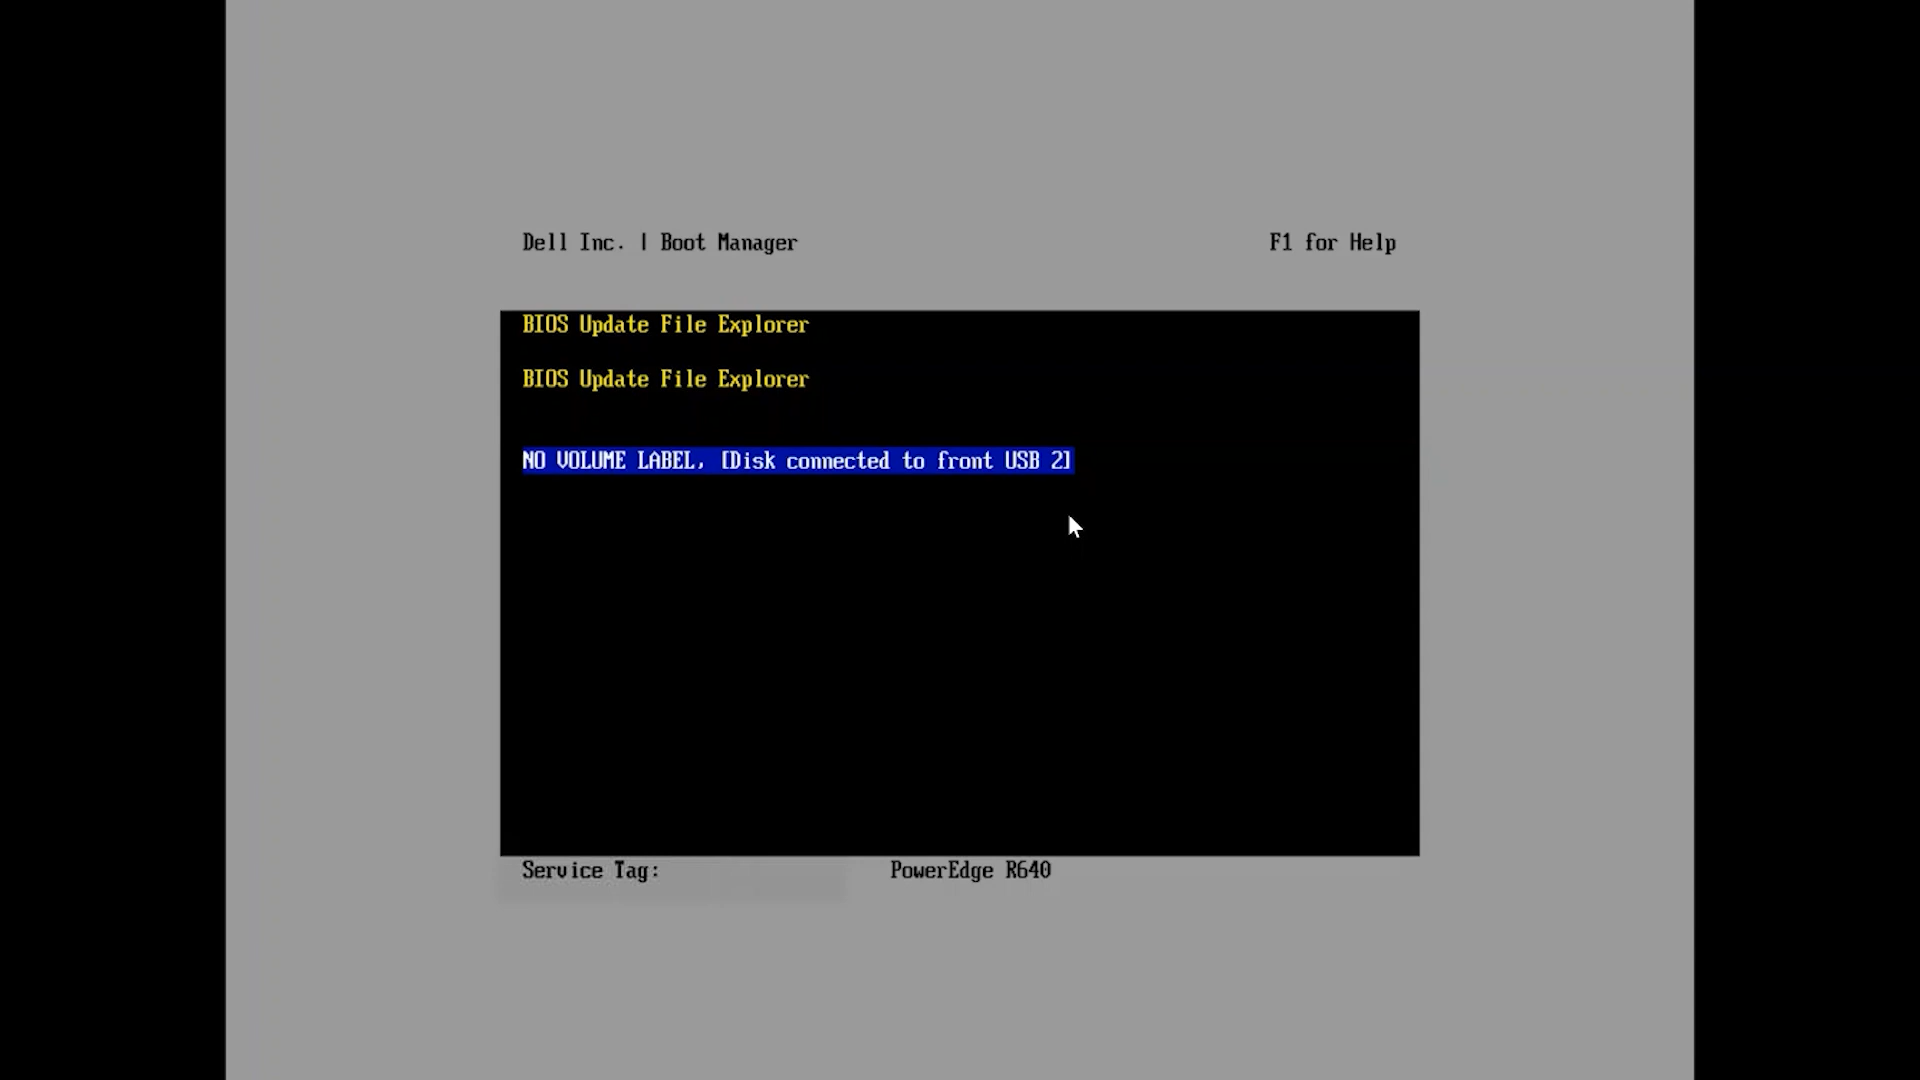 Dell Inc. | Boot Manager
F1 for Help
BIOS Update File Explorer
BIOS Update File Explorer
NO VOLUME LABEL, [Disk connected to front USB 2]
Service Tag:
PowerEdge R640